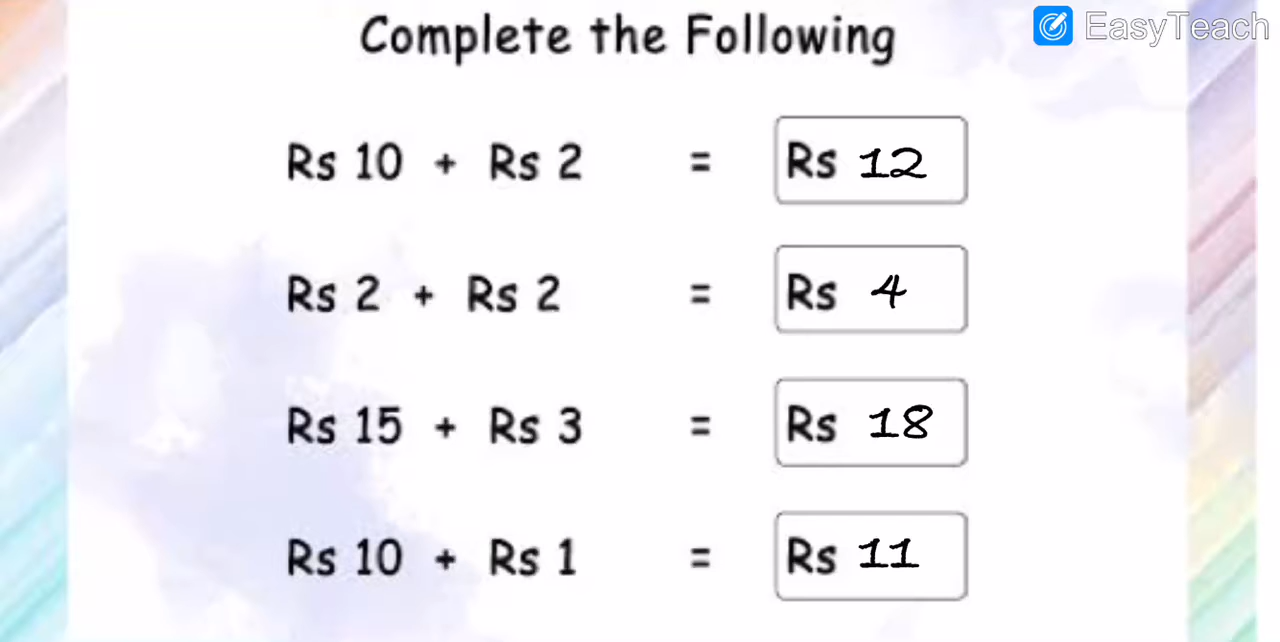 Complete the Following
EasyTeach
Rs 10 + Rs 2 = Rs 12
Rs 2 + Rs 2 = Rs 4
Rs 15 + Rs 3 = Rs 18
Rs 10 + Rs 1 = Rs 11